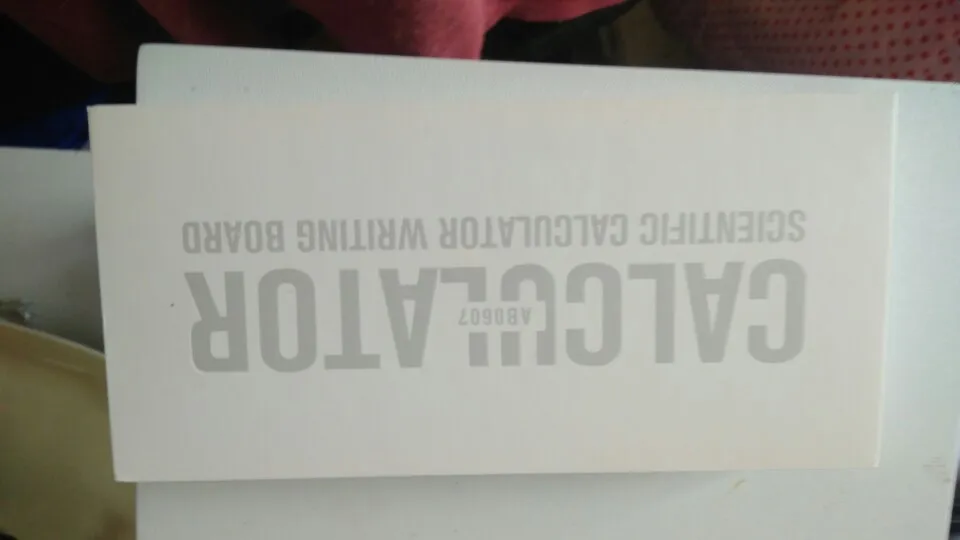 CALCULATOR
AB0607
SCIENTIFIC CALCULATOR WRITING BOARD